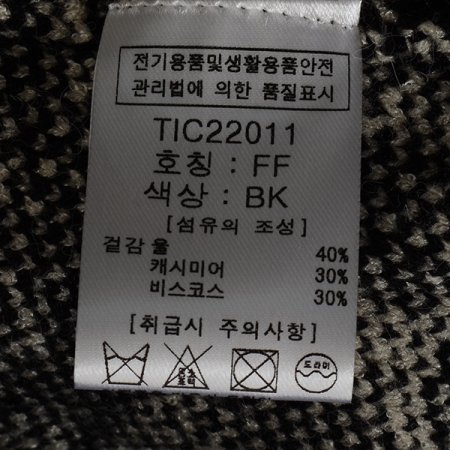 전기용품및생활용품안전
관리법에 의한 품질표시
TIC22011
호칭 : FF
색상 : BK
[섬유의 조성]
겉감 울 40%
캐시미어 30%
비스코스 30%
[취급시 주의사항]
드라이